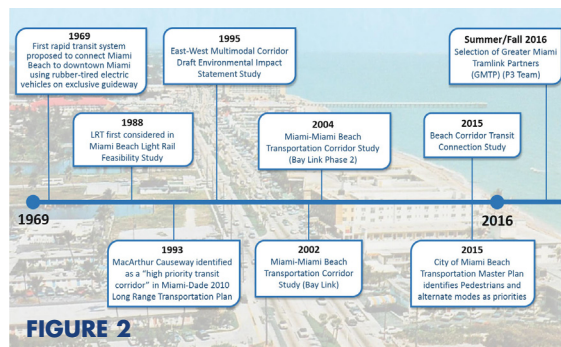 1969
First rapid transit system
proposed to connect Miami
Beach to downtown Miami
using rubber-tired electric
vehicles on exclusive guideway
1995
East-West Multimodal Corridor
Draft Environmental Impact
Statement Study
Summer/Fall 2016
Selection of Greater Miami
Tramlink Partners
(GMTP) (P3 Team)
1988
LRT first considered in
Miami Beach Light Rail
Feasibility Study
2004
Miami-Miami Beach
Transportation Corridor Study
(Bay Link Phase 2)
2015
Beach Corridor Transit
Connection Study
1969
2016
1993
MacArthur Causeway identified
as a “high priority transit
corridor” in Miami-Dade 2010
Long Range Transportation Plan
2002
Miami-Miami Beach
Transportation Corridor
Study (Bay Link)
2015
City of Miami Beach
Transportation Master Plan
identifies Pedestrians and
alternate modes as priorities
FIGURE 2